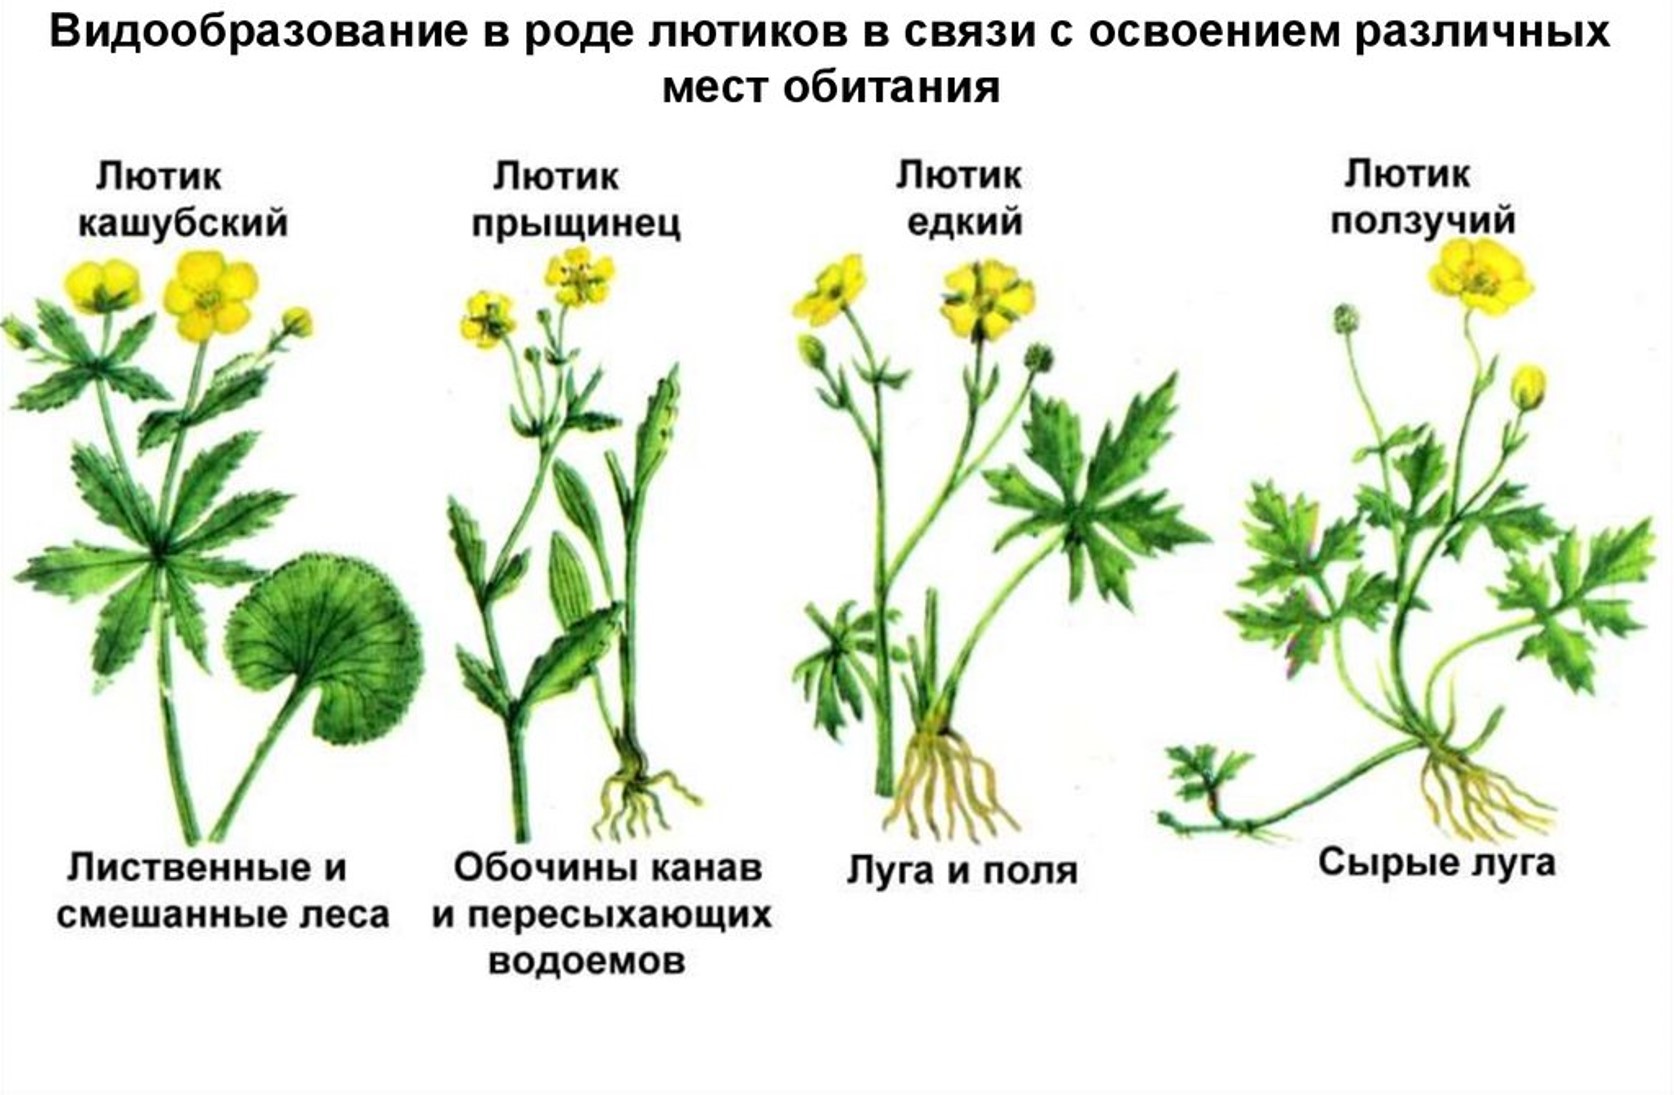 Видообразование в роде лютиков в связи с освоением различных
мест обитания
Лютик
кашубский
Лютик
прыщинец
Лютик
едкий
Лютик
ползучий
Лиственные и
смешанные леса
Обочины канав
и пересыхающих
водоемов
Луга и поля
Сырые луга